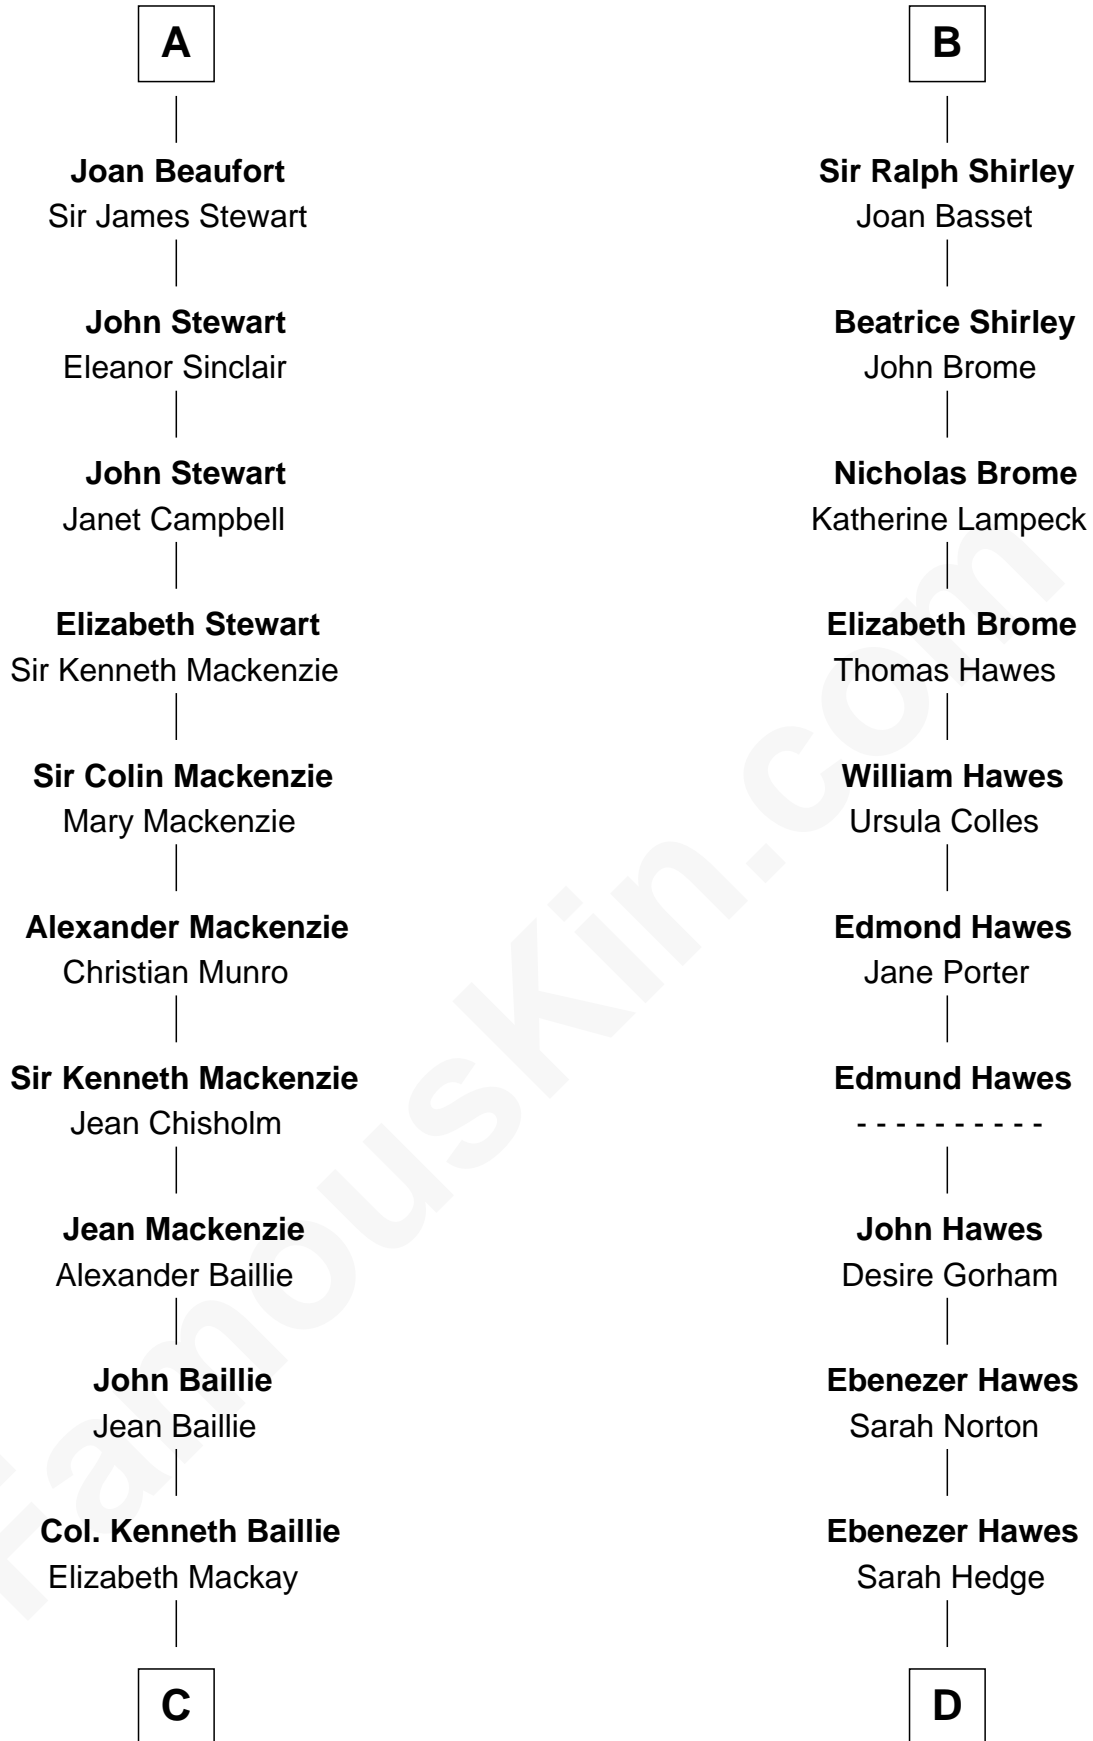 A
Joan Beaufort
Sir James Stewart
John Stewart
Eleanor Sinclair
John Stewart
Janet Campbell
Elizabeth Stewart
Sir Kenneth Mackenzie
Sir Colin Mackenzie
Mary Mackenzie
Alexander Mackenzie
Christian Munro
Sir Kenneth Mackenzie
Jean Chisholm
Jean Mackenzie
Alexander Baillie
John Baillie
Jean Baillie
Col. Kenneth Baillie
Elizabeth Mackay
C
B
Sir Ralph Shirley
Joan Basset
Beatrice Shirley
John Brome
Nicholas Brome
Katherine Lampeck
Elizabeth Brome
Thomas Hawes
William Hawes
Ursula Colles
Edmond Hawes
Jane Porter
Edmund Hawes
- - - - - - - - - -
John Hawes
Desire Gorham
Ebenezer Hawes
Sarah Norton
Ebenezer Hawes
Sarah Hedge
D
FamousKin.com